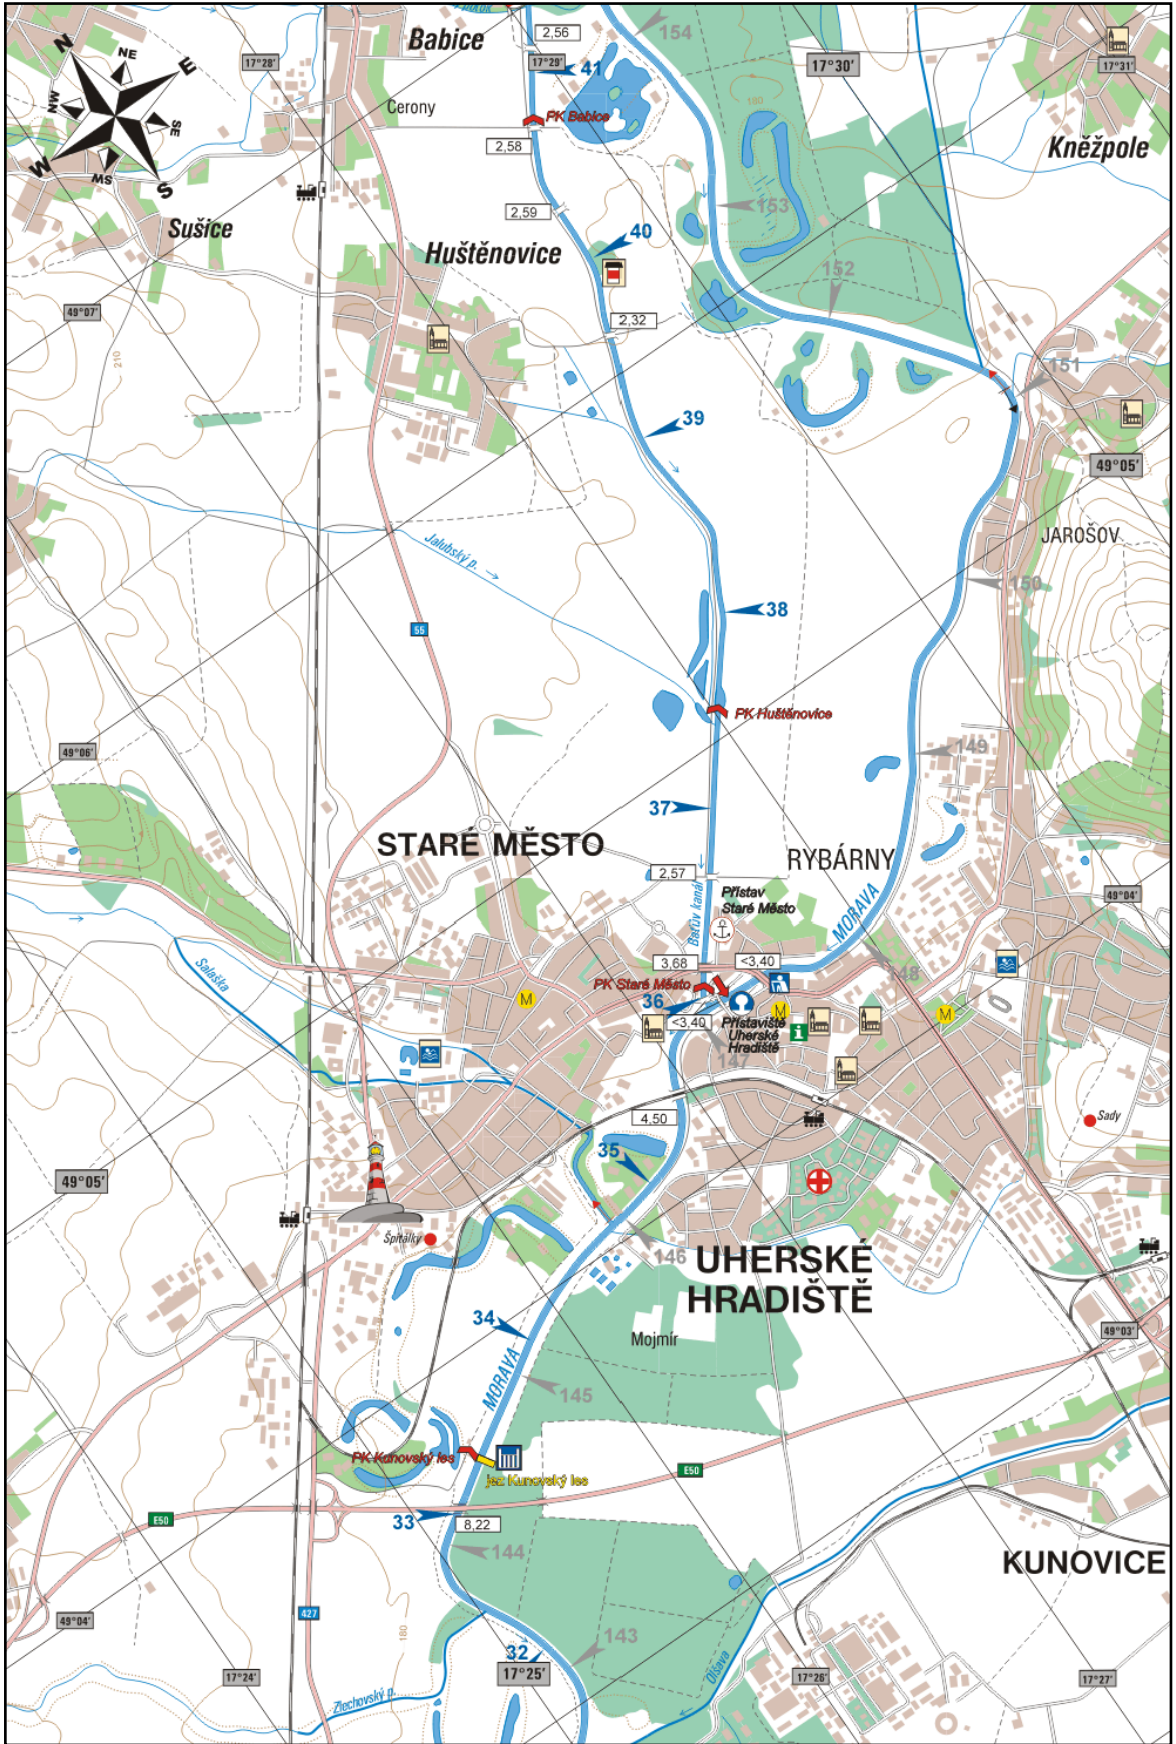 2,56
154
Babice
17°28'
17°29'
41
17°30'
17°31'
N
NE
E
NW
SE
W
SW
S
Cerony
PK Babice
2,58
Kněžpole
Sušice
2,59
153
40
Huštěnovice
152
49°07'
2,32
210
180
151
39
49°05'
JAROŠOV
Jalubský p.
150
38
55
PK Huštěnovice
49°06'
149
37
STARÉ MĚSTO
RYBÁRNY
2,57
Přístav
Staré Město
49°04'
MORAVA
Baťův kanál
Salaška
3,68
<3,40
148
PK Staré Město
36
M
M
M
<3,40
Přístaviště
Uherské
Hradiště
i
147
4,50
Sady
35
49°05'
Špitálky
146
UHERSKÉ
HRADIŠTĚ
34
49°03'
Mojmír
MORAVA
145
PK Kunovský les
jez Kunovský les
E50
E50
33
8,22
144
KUNOVICE
427
49°04'
180
143
32
17°25'
17°24'
17°26'
17°27'
Olšava
Zlechovský p.